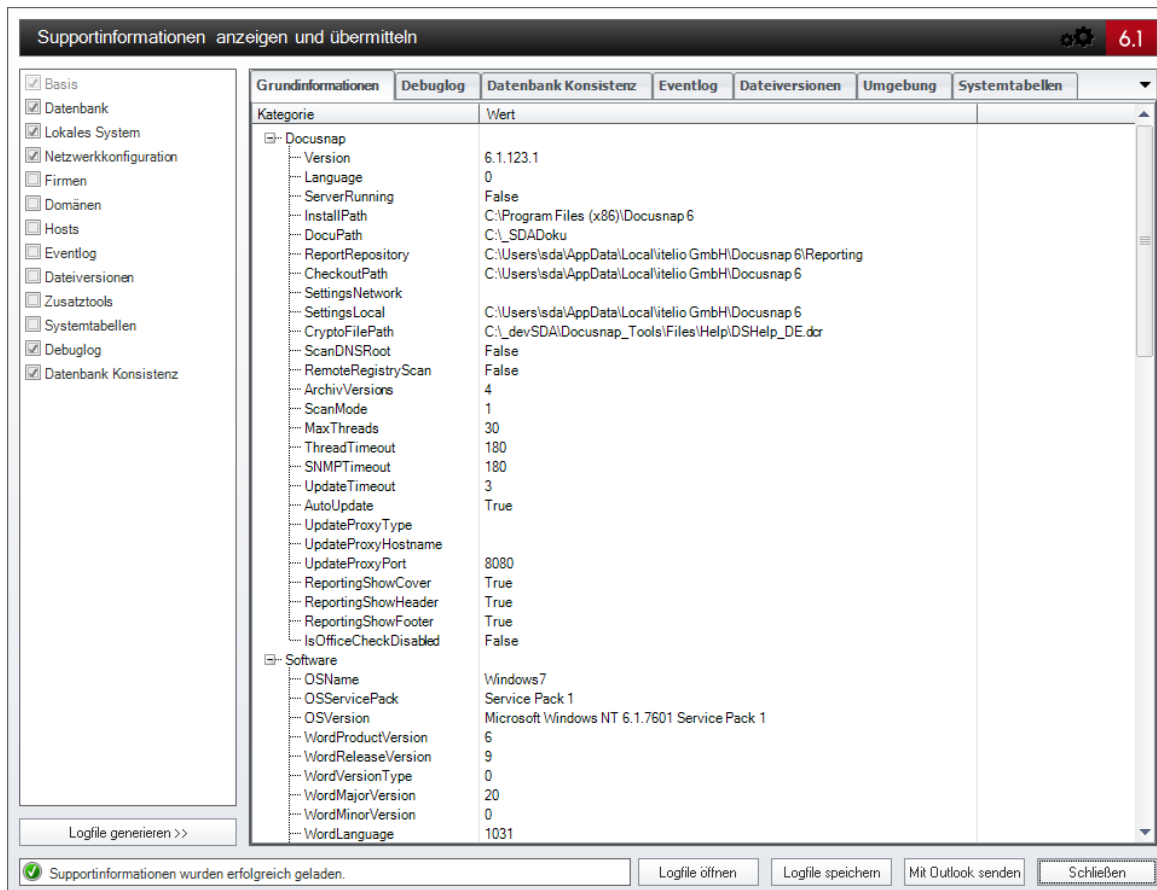 Supportinformationen anzeigen und übermitteln
6.1
Basis
Datenbank
Lokales System
Netzwerkkonfiguration
Firmen
Domänen
Hosts
Eventlog
Dateiversionen
Zusatztools
Systemtabellen
Debuglog
Datenbank Konsistenz
Logfile generieren >>
Grundinformationen Debuglog Datenbank Konsistenz Eventlog Dateiversionen Umgebung Systemtabellen
Kategorie Wert
Docusnap
Version 6.1.123.1
Language 0
ServerRunning False
InstallPath C:\Program Files (x86)\Docusnap 6
DocuPath C:\_SDADoku
ReportRepository C:\Users\sda\AppData\Local\itelio GmbH\Docusnap 6\Reporting
CheckoutPath C:\Users\sda\AppData\Local\itelio GmbH\Docusnap 6
SettingsNetwork
SettingsLocal C:\Users\sda\AppData\Local\itelio GmbH\Docusnap 6
CryptoFilePath C:\_devSDA\Docusnap_Tools\Files\Help\DSHelp_DE.dcr
ScanDNSRoot False
RemoteRegistryScan False
ArchivVersions 4
ScanMode 1
MaxThreads 30
ThreadTimeout 180
SNMPTimeout 180
UpdateTimeout 3
AutoUpdate True
UpdateProxyType
UpdateProxyHostname
UpdateProxyPort 8080
ReportingShowCover True
ReportingShowHeader True
ReportingShowFooter True
IsOfficeCheckDisabled False
Software
OSName Windows7
OSServicePack Service Pack 1
OSVersion Microsoft Windows NT 6.1.7601 Service Pack 1
WordProductVersion 6
WordReleaseVersion 9
WordVersionType 0
WordMajorVersion 20
WordMinorVersion 0
WordLanguage 1031
Supportinformationen wurden erfolgreich geladen.
Logfile öffnen Logfile speichern Mit Outlook senden Schließen